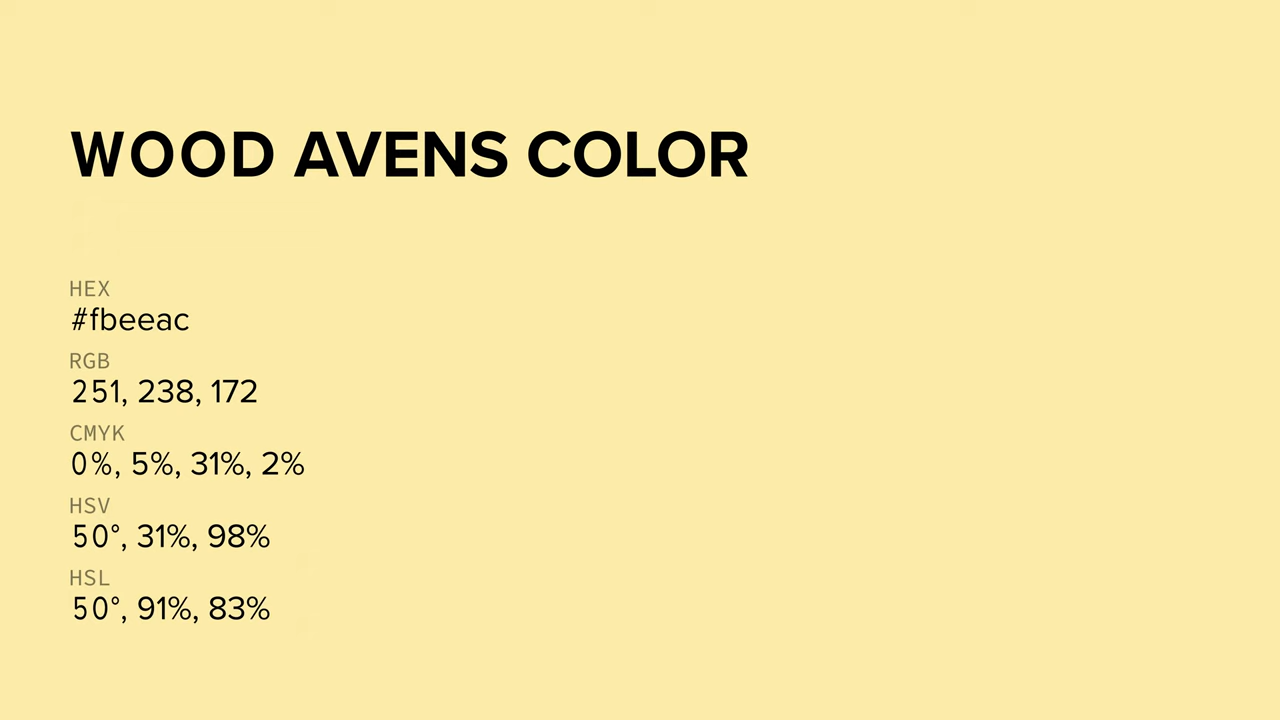 WOOD AVENS COLOR
HEX
#fbeeac
RGB
251, 238, 172
CMYK
0%, 5%, 31%, 2%
HSV
50°, 31%, 98%
HSL
50°, 91%, 83%